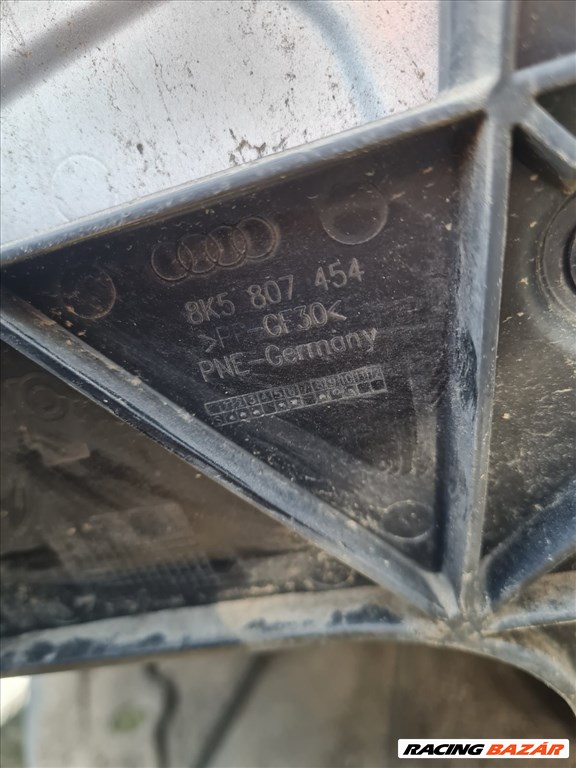 8K5 807 454
>PP-GF30<
PNE-Germany
RACING BAZÁR